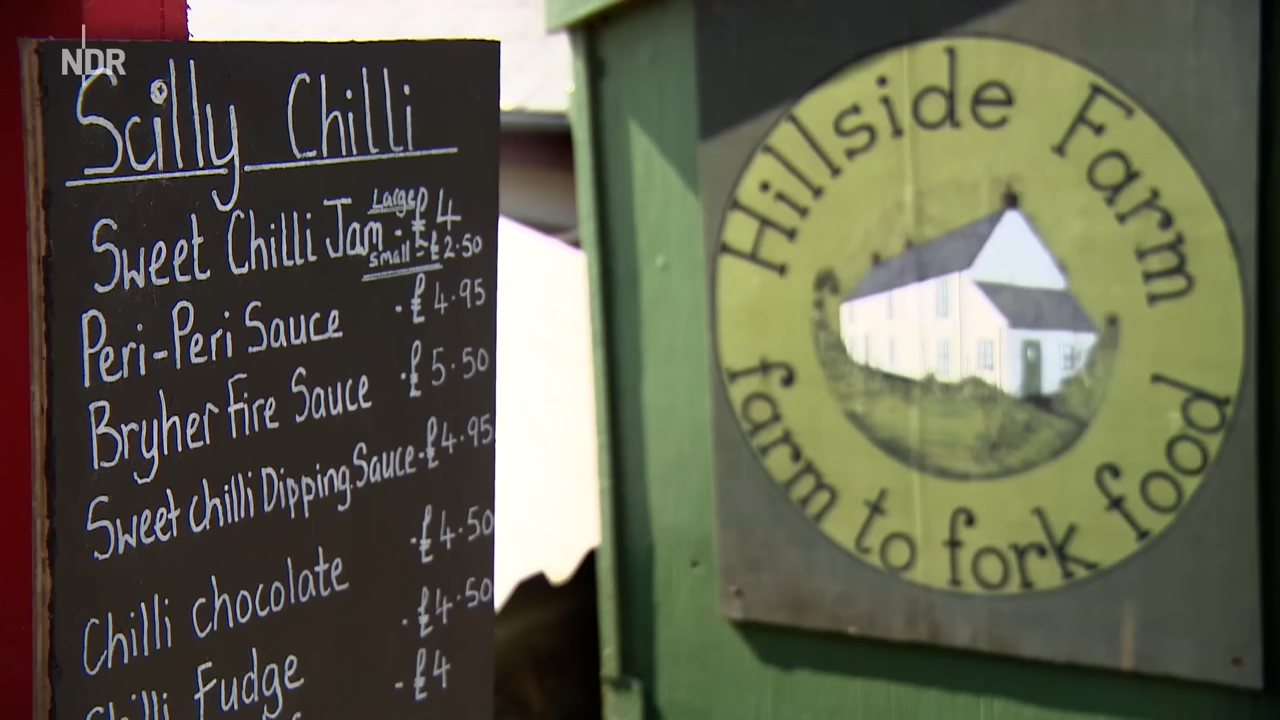 NDR
Scilly Chilli
Sweet Chilli Jam - Large £4
small - £2.50
Peri-Peri Sauce - £4.95
Bryher Fire Sauce - £5.50
Sweet chilli Dipping Sauce - £4.95
Chilli chocolate - £4.50
Chilli Fudge - £4.50
- £4
Hillside Farm
farm to fork food